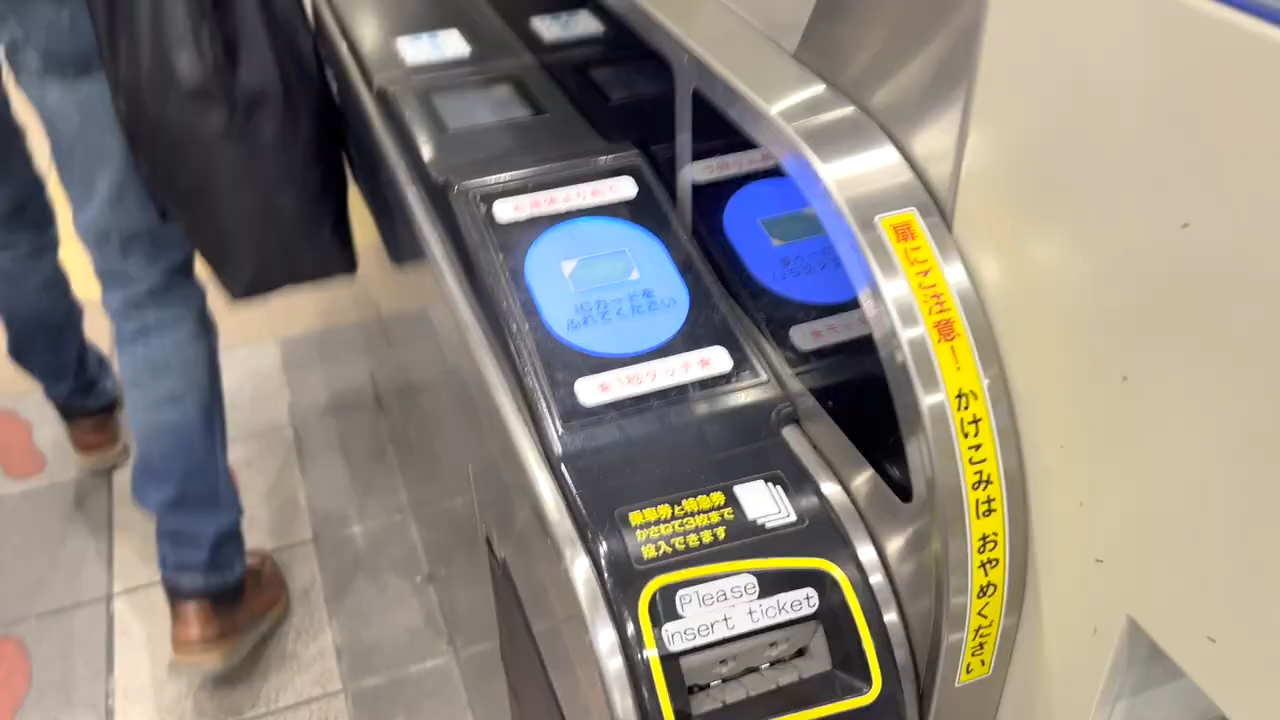 ICカードを
ふれてください
★1秒タッチ★
乗車券と特急券
かさねて3枚まで
投入できます
Please
insert ticket
扉にご注意！ かけこみは おやめください